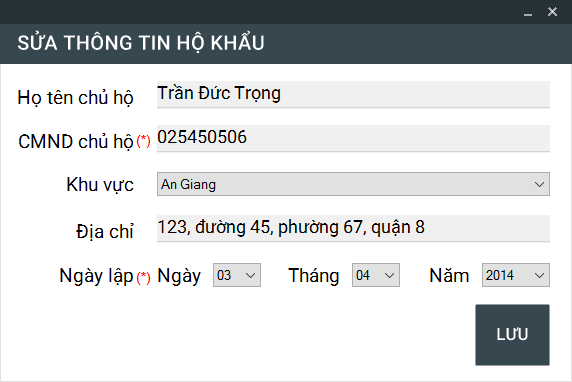 SỬA THÔNG TIN HỘ KHẨU
Họ tên chủ hộ Trần Đức Trọng
CMND chủ hộ (*) 025450506
Khu vực An Giang
Địa chỉ 123, đường 45, phường 67, quận 8
Ngày lập (*) Ngày 03 Tháng 04 Năm 2014
LƯU